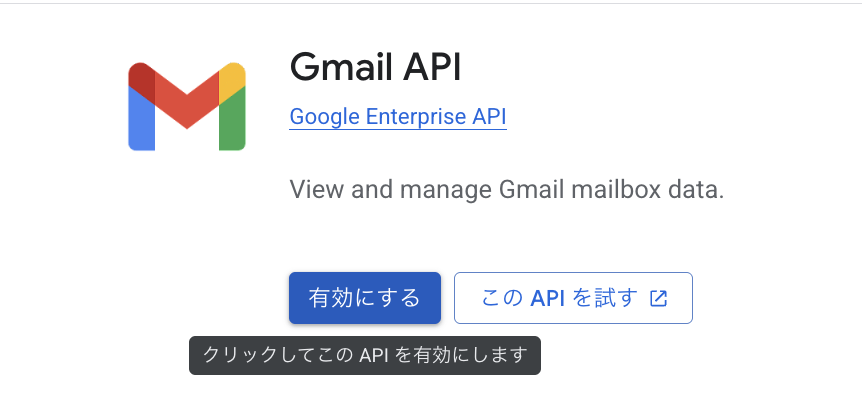 Gmail API
Google Enterprise API
View and manage Gmail mailbox data.
有効にする
この API を試す
クリックしてこの API を有効にします